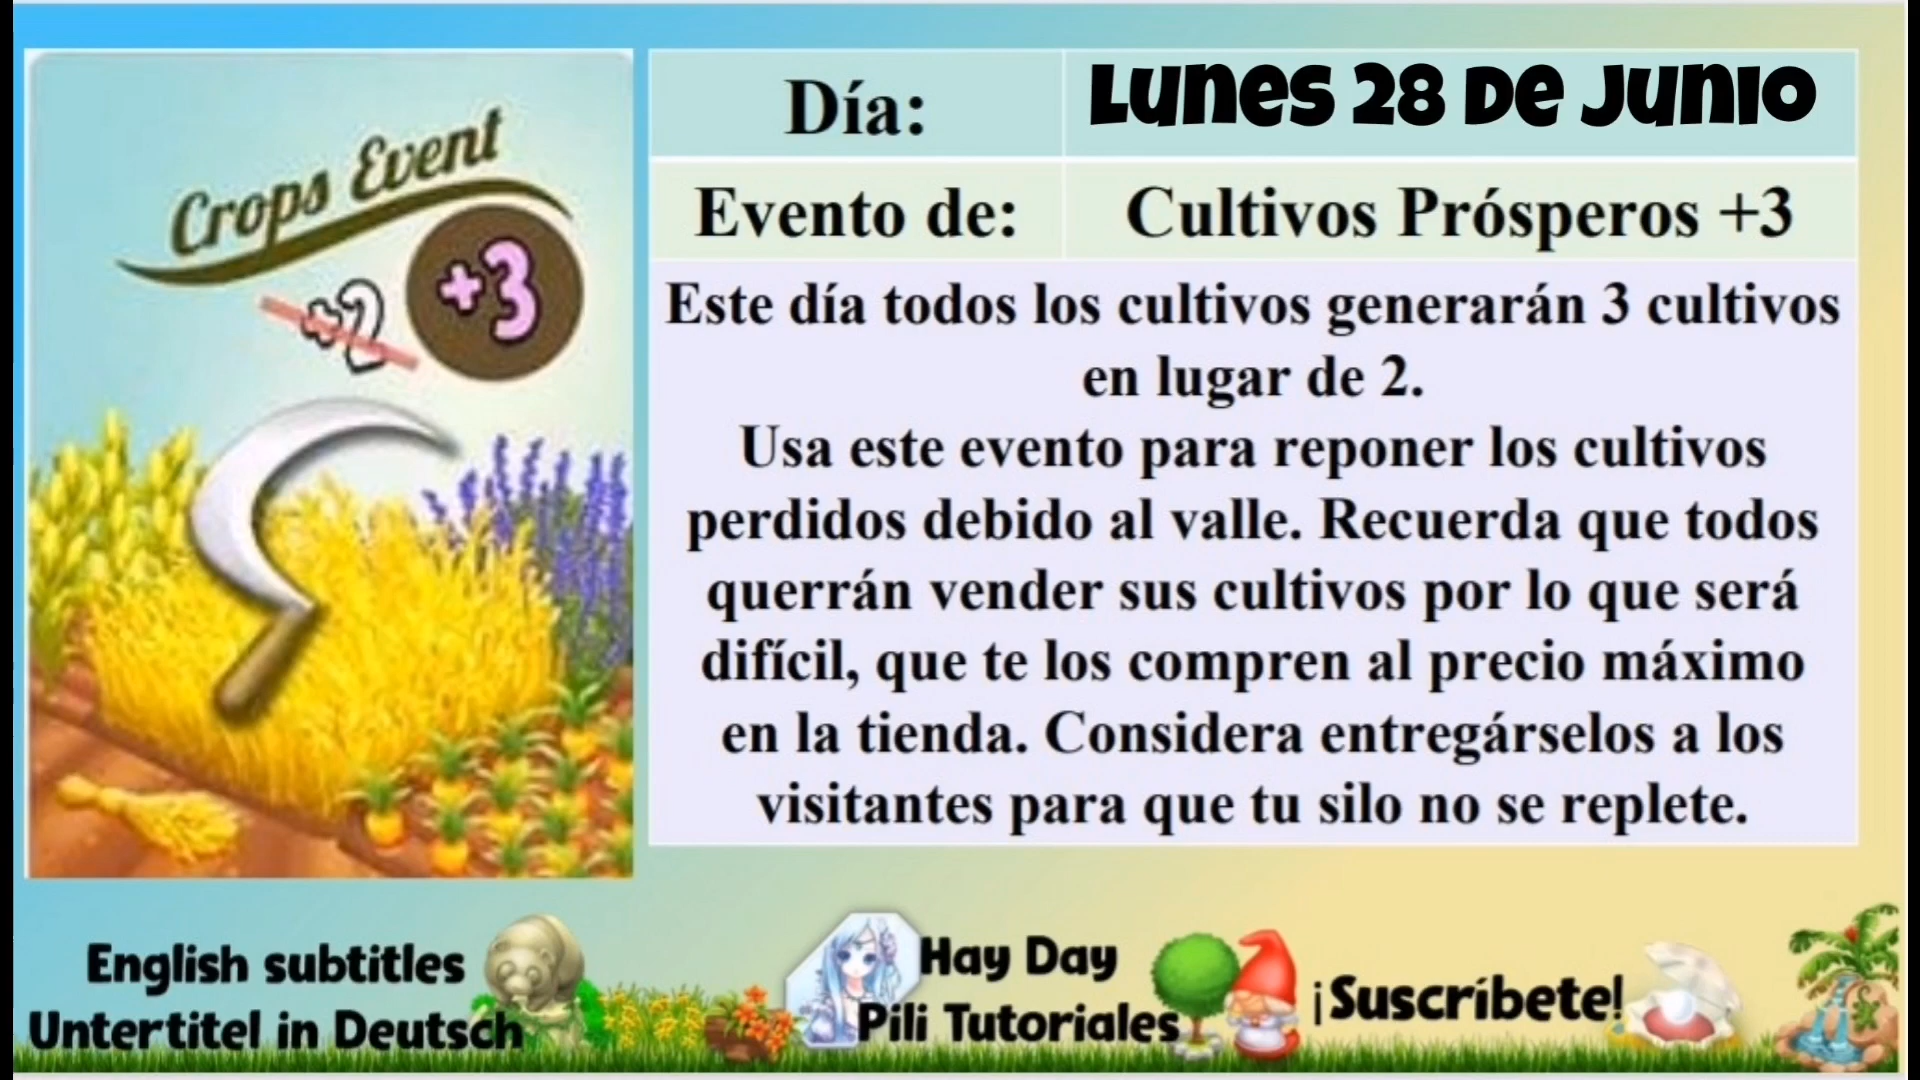 Crops Event
+2
+3
Día:
Lunes 28 de Junio
Evento de:
Cultivos Prósperos +3
Este día todos los cultivos generarán 3 cultivos
en lugar de 2.
Usa este evento para reponer los cultivos
perdidos debido al valle. Recuerda que todos
querrán vender sus cultivos por lo que será
difícil, que te los compren al precio máximo
en la tienda. Considera entregárselos a los
visitantes para que tu silo no se replete.
English subtitles
Untertitel in Deutsch
Hay Day
Pili Tutoriales
¡Suscríbete!